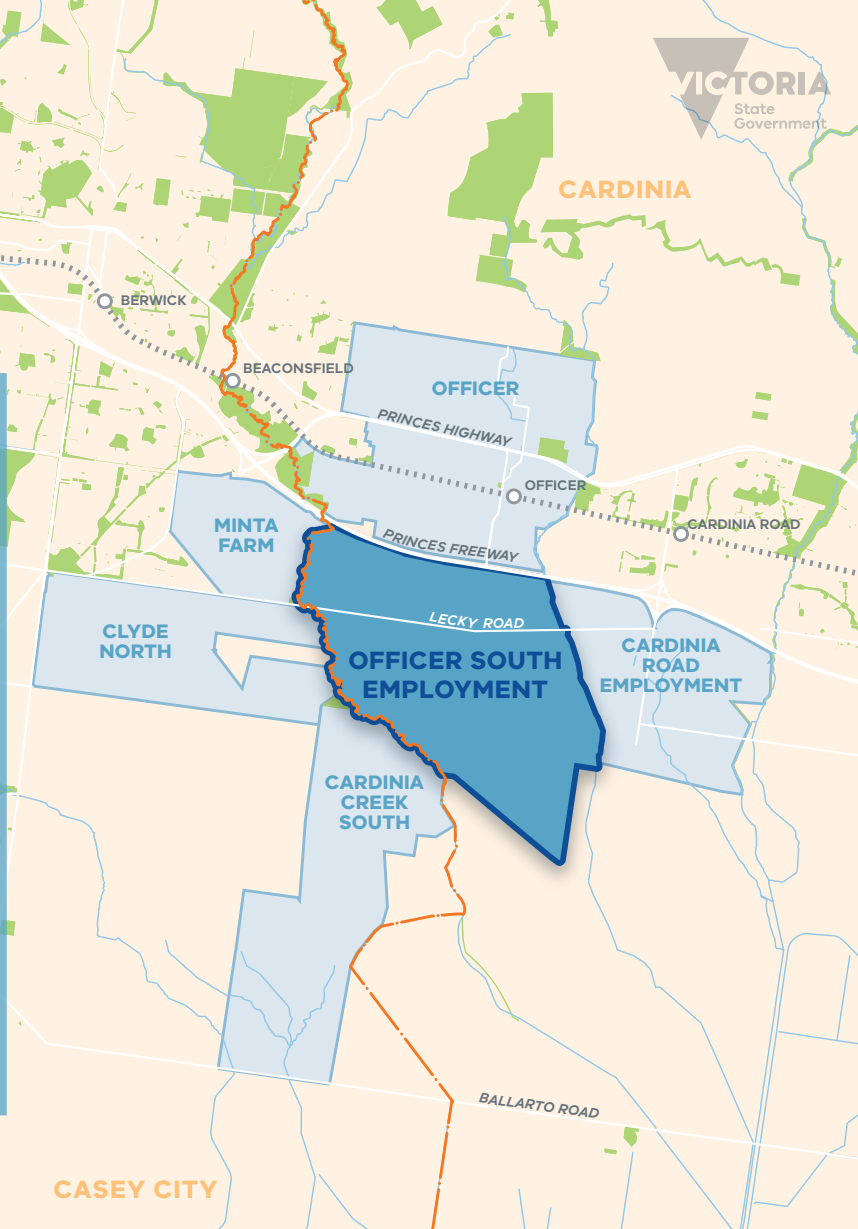 VICTORIA
State
Government
CARDINIA
BERWICK
BEACONSFIELD
OFFICER
PRINCES HIGHWAY
OFFICER
CARDINIA ROAD
MINTA
FARM
PRINCES FREEWAY
LECKY ROAD
CLYDE
NORTH
OFFICER SOUTH
EMPLOYMENT
CARDINIA
ROAD
EMPLOYMENT
CARDINIA
CREEK
SOUTH
BALLARTO ROAD
CASEY CITY